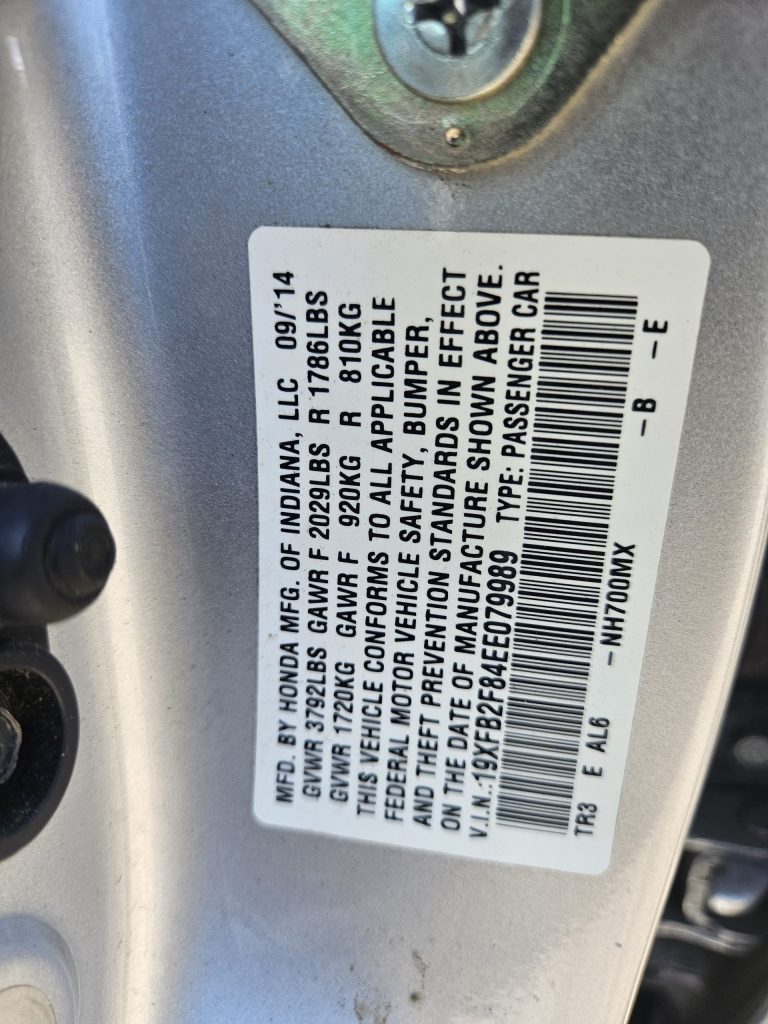 MFD. BY HONDA MFG. OF INDIANA, LLC 09/'14
GVWR 3792LBS GAWR F 2029LBS R 1786LBS
GVWR 1720KG GAWR F 920KG R 810KG
THIS VEHICLE CONFORMS TO ALL APPLICABLE
FEDERAL MOTOR VEHICLE SAFETY, BUMPER,
AND THEFT PREVENTION STANDARDS IN EFFECT
ON THE DATE OF MANUFACTURE SHOWN ABOVE.
V.I.N.:19XFB2F84EE079989 TYPE: PASSENGER CAR
TR3 E AL6 -NH700MX -B -E